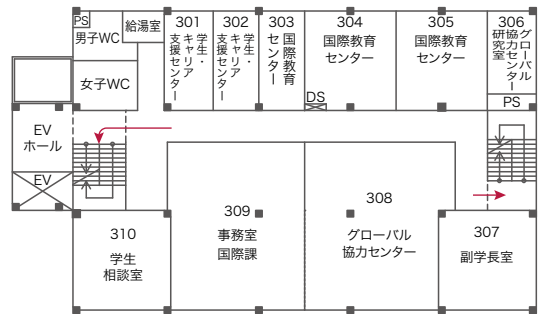 PS
男子WC
給湯室
女子WC
301
学生・
キャリア
支援センター
302
学生・
キャリア
支援センター
303
国際教育
センター
304
国際教育
センター
305
国際教育
センター
306
グローバル
協力センター
研究室
PS
DS
EV
ホール
EV
310
学生
相談室
309
事務室
国際課
308
グローバル
協力センター
307
副学長室